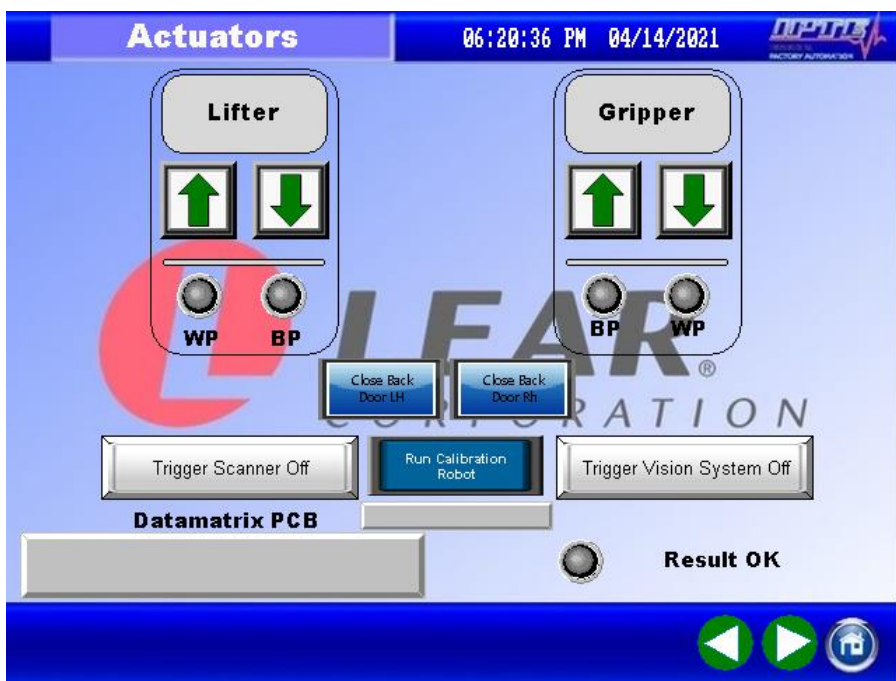 Actuators
06:20:36 PM 04/14/2021
FACTORY AUTOMATION
Lifter
Gripper
WP
BP
BP
WP
LEAR®
CORPORATION
Close Back
Door LH
Close Back
Door Rh
Trigger Scanner Off
Run Calibration
Robot
Trigger Vision System Off
Datamatrix PCB
Result OK